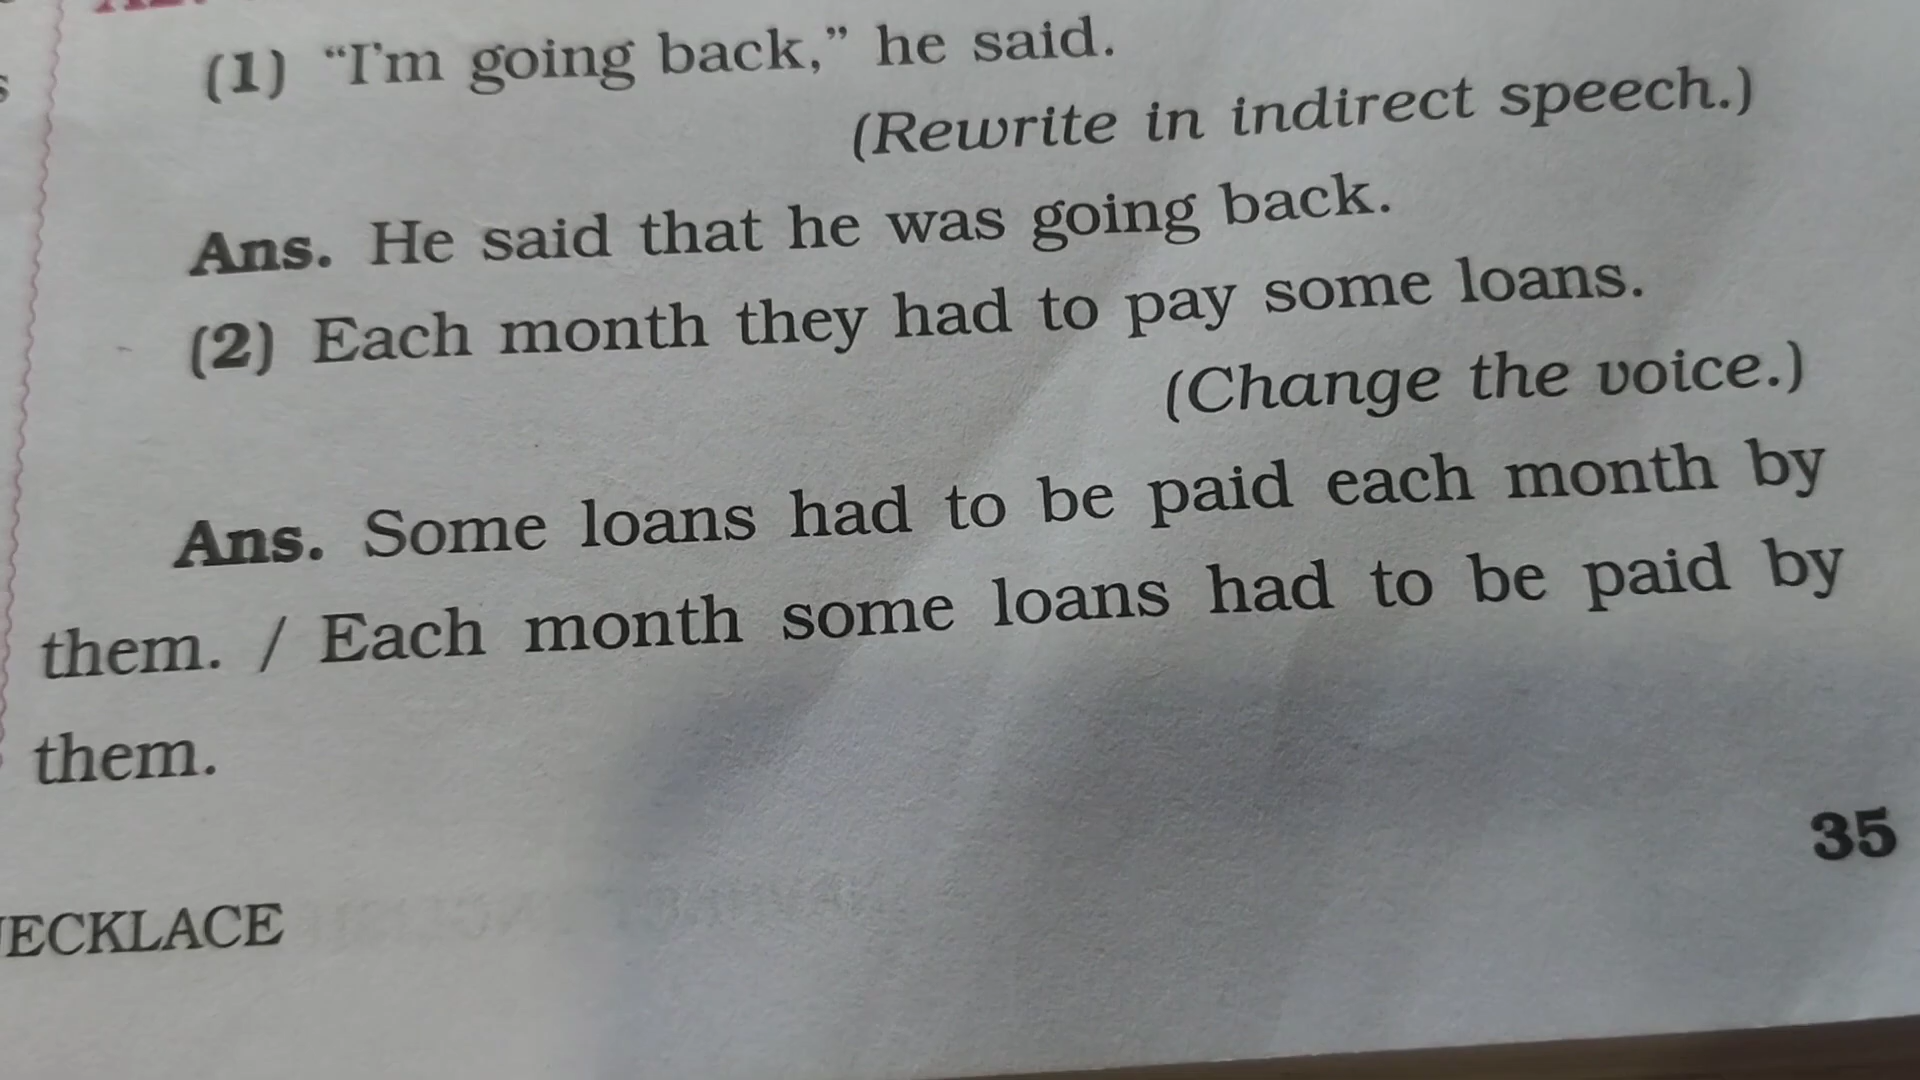 (1) “I'm going back,” he said.
(Rewrite in indirect speech.)
Ans. He said that he was going back.
(2) Each month they had to pay some loans.
(Change the voice.)
Ans. Some loans had to be paid each month by
them. / Each month some loans had to be paid by
them.
35
ECKLACE